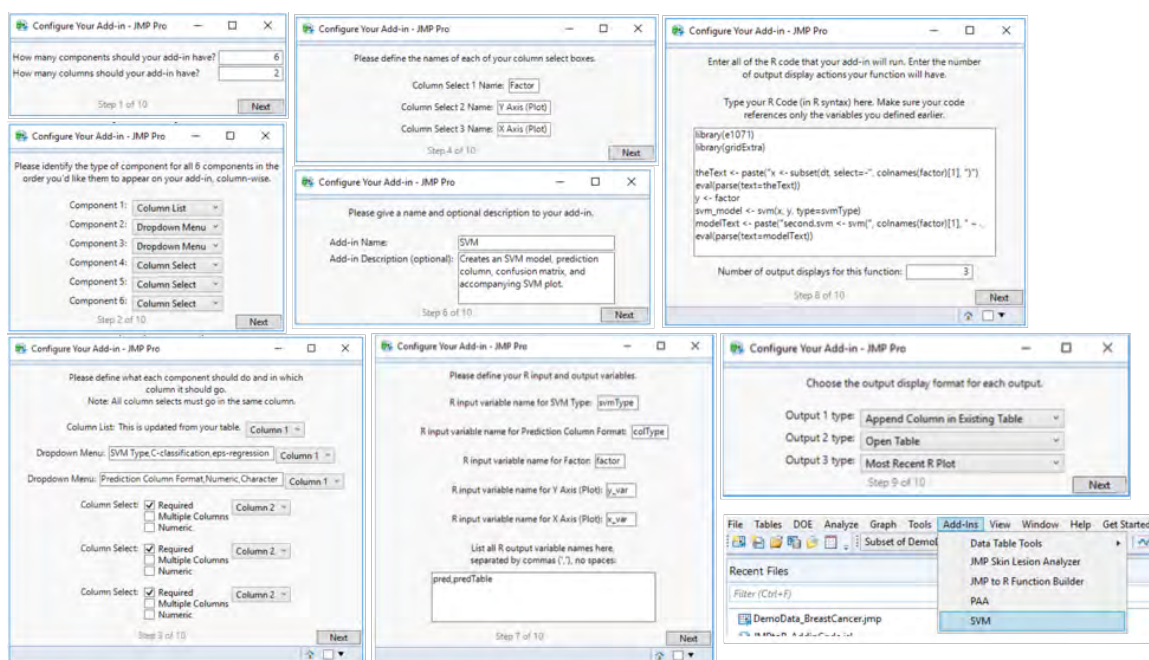 Configure Your Add-in - JMP Pro
How many components should your add-in have? 6
How many columns should your add-in have? 2
Step 1 of 10
Next
Configure Your Add-in - JMP Pro
Please identify the type of component for all 6 components in the
order you'd like them to appear on your add-in, column-wise.
Component 1: Column List
Component 2: Dropdown Menu
Component 3: Dropdown Menu
Component 4: Column Select
Component 5: Column Select
Component 6: Column Select
Step 2 of 10
Next
Configure Your Add-in - JMP Pro
Please define the names of each of your column select boxes.
Column Select 1 Name: Factor
Column Select 2 Name: Y Axis (Plot)
Column Select 3 Name: X Axis (Plot)
Step 4 of 10
Next
Configure Your Add-in - JMP Pro
Please give a name and optional description to your add-in.
Add-in Name: SVM
Add-in Description (optional): Creates an SVM model, prediction
column, confusion matrix, and
accompanying SVM plot.
Step 6 of 10
Next
Configure Your Add-in - JMP Pro
Enter all of the R code that your add-in will run. Enter the number
of output display actions your function will have.
Type your R Code (in R syntax) here. Make sure your code
references only the variables you defined earlier.
library(e1071)
library(gridExtra)
theText <- paste("x <- subset(dt, select=-", colnames(factor)[1], ")")
eval(parse(text=theText))
y <- factor
svm_model <- svm(x, y, type=svmType)
modelText <- paste("second.svm <- svm(", colnames(factor)[1], " ~ ...
eval(parse(text=modelText))
Number of output displays for this function: 3
Step 8 of 10
Next
Configure Your Add-in - JMP Pro
Please define what each component should do and in which
column it should go.
Note: All column selects must go in the same column.
Column List: This is updated from your table. Column 1
Dropdown Menu: SVM Type,C-classification,eps-regression Column 1
Dropdown Menu: Prediction Column Format,Numeric,Character Column 1
Column Select: Required Column 2
Multiple Columns
Numeric
Column Select: Required Column 2
Multiple Columns
Numeric
Column Select: Required Column 2
Multiple Columns
Numeric
Step 3 of 10
Next
Configure Your Add-in - JMP Pro
Please define your R input and output variables.
R input variable name for SVM Type: svmType
R input variable name for Prediction Column Format: colType
R input variable name for Factor: factor
R input variable name for Y Axis (Plot): y_var
R input variable name for X Axis (Plot): x_var
List all R output variable names here,
separated by commas (','), no spaces:
pred,predTable
Step 7 of 10
Next
Configure Your Add-in - JMP Pro
Choose the output display format for each output.
Output 1 type: Append Column in Existing Table
Output 2 type: Open Table
Output 3 type: Most Recent R Plot
Step 9 of 10
Next
File Tables DOE Analyze Graph Tools Add-Ins View Window Help Get Started
Subset of Demo
Data Table Tools
JMP Skin Lesion Analyzer
JMP to R Function Builder
PAA
SVM
Recent Files
Filter (Ctrl+F)
DemoData_BreastCancer.jmp